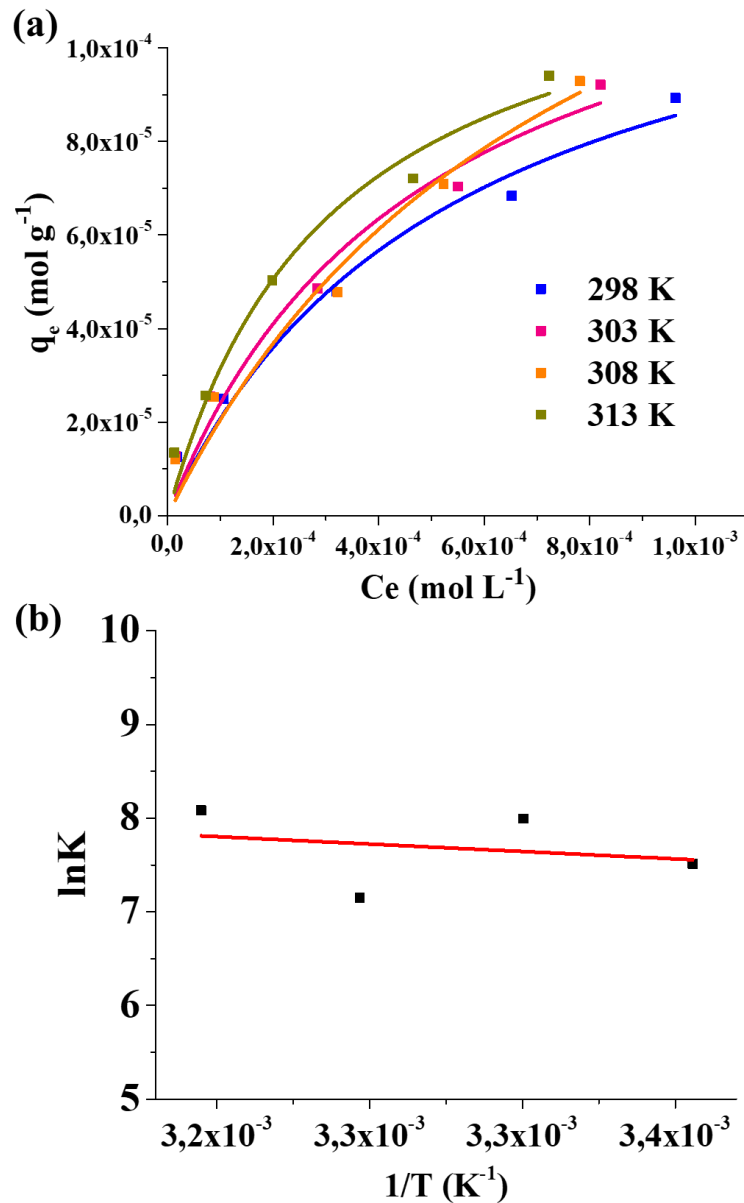 (a)
1,0x10⁻⁴
8,0x10⁻⁵
6,0x10⁻⁵
4,0x10⁻⁵
2,0x10⁻⁵
0,0
qₑ (mol g⁻¹)
298 K
303 K
308 K
313 K
0,0 2,0x10⁻⁴ 4,0x10⁻⁴ 6,0x10⁻⁴ 8,0x10⁻⁴ 1,0x10⁻³
Ce (mol L⁻¹)
(b)
10
9
8
7
6
5
lnK
3,2x10⁻³ 3,3x10⁻³ 3,3x10⁻³ 3,4x10⁻³
1/T (K⁻¹)